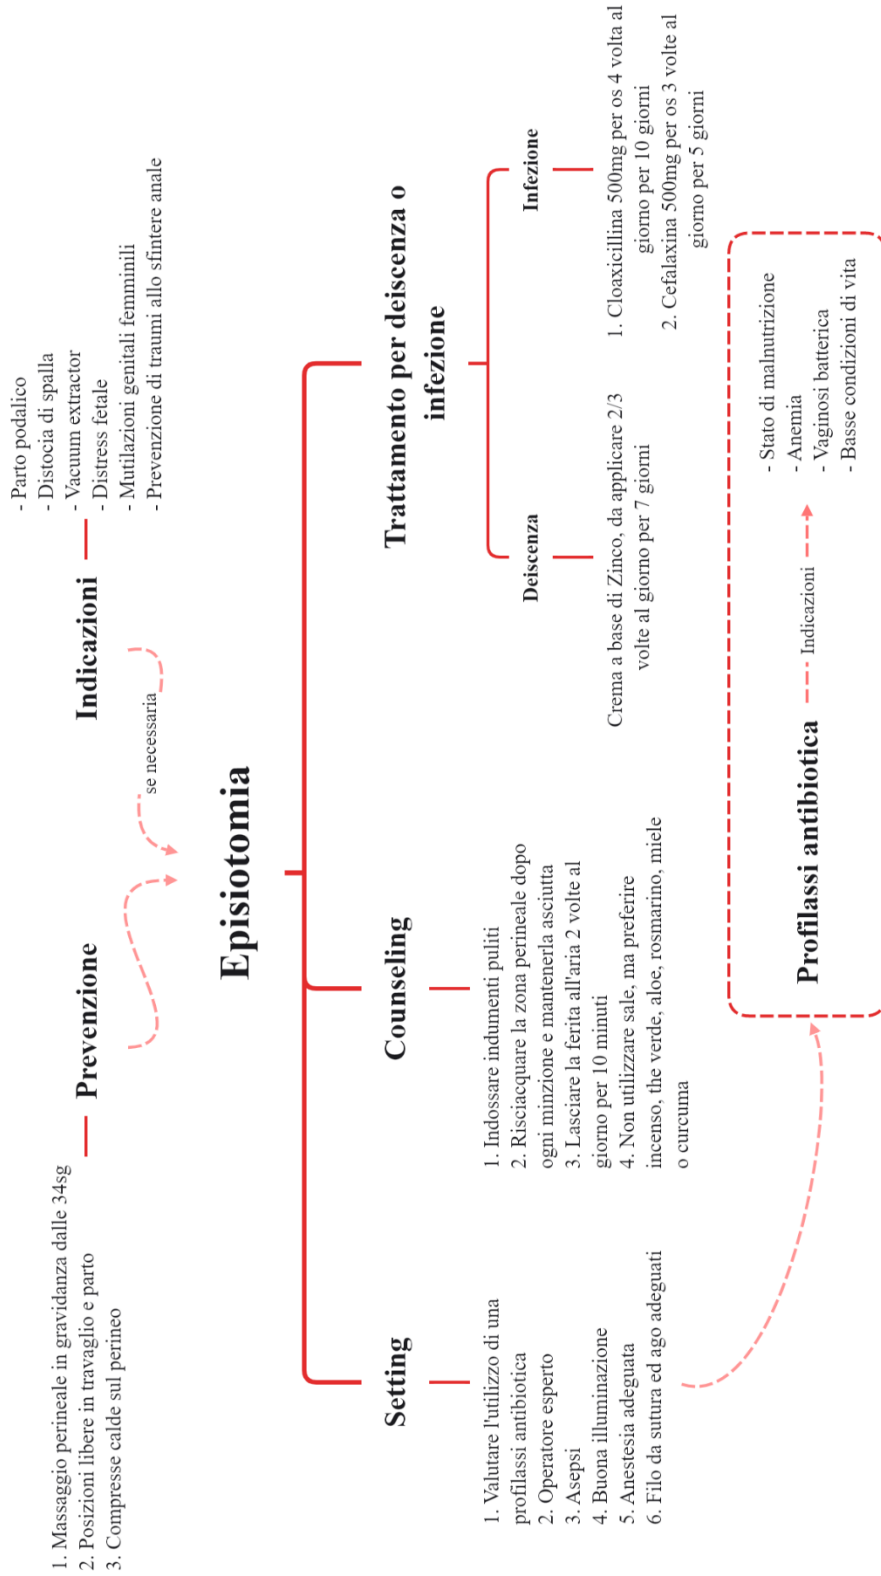 1. Massaggio perineale in gravidanza dalle 34sg
2. Posizioni libere in travaglio e parto
3. Compresse calde sul perineo
Prevenzione
Indicazioni
- Parto podalico
- Distocia di spalla
- Vacuum extractor
- Distress fetale
- Mutilazioni genitali femminili
- Prevenzione di traumi allo sfintere anale
se necessaria
Episiotomia
Setting
1. Valutare l'utilizzo di una
profilassi antibiotica
2. Operatore esperto
3. Asepsi
4. Buona illuminazione
5. Anestesia adeguata
6. Filo da sutura ed ago adeguati
Counseling
1. Indossare indumenti puliti
2. Risciacquare la zona perineale dopo
ogni minzione e mantenerla asciutta
3. Lasciare la ferita all'aria 2 volte al
giorno per 10 minuti
4. Non utilizzare sale, ma preferire
incenso, the verde, aloe, rosmarino, miele
o curcuma
Trattamento per deiscenza o
infezione
Deiscenza
Crema a base di Zinco, da applicare 2/3
volte al giorno per 7 giorni
Infezione
1. Cloaxicillina 500mg per os 4 volta al
giorno per 10 giorni
2. Cefalaxina 500mg per os 3 volte al
giorno per 5 giorni
Profilassi antibiotica
Indicazioni
- Stato di malnutrizione
- Anemia
- Vaginosi batterica
- Basse condizioni di vita